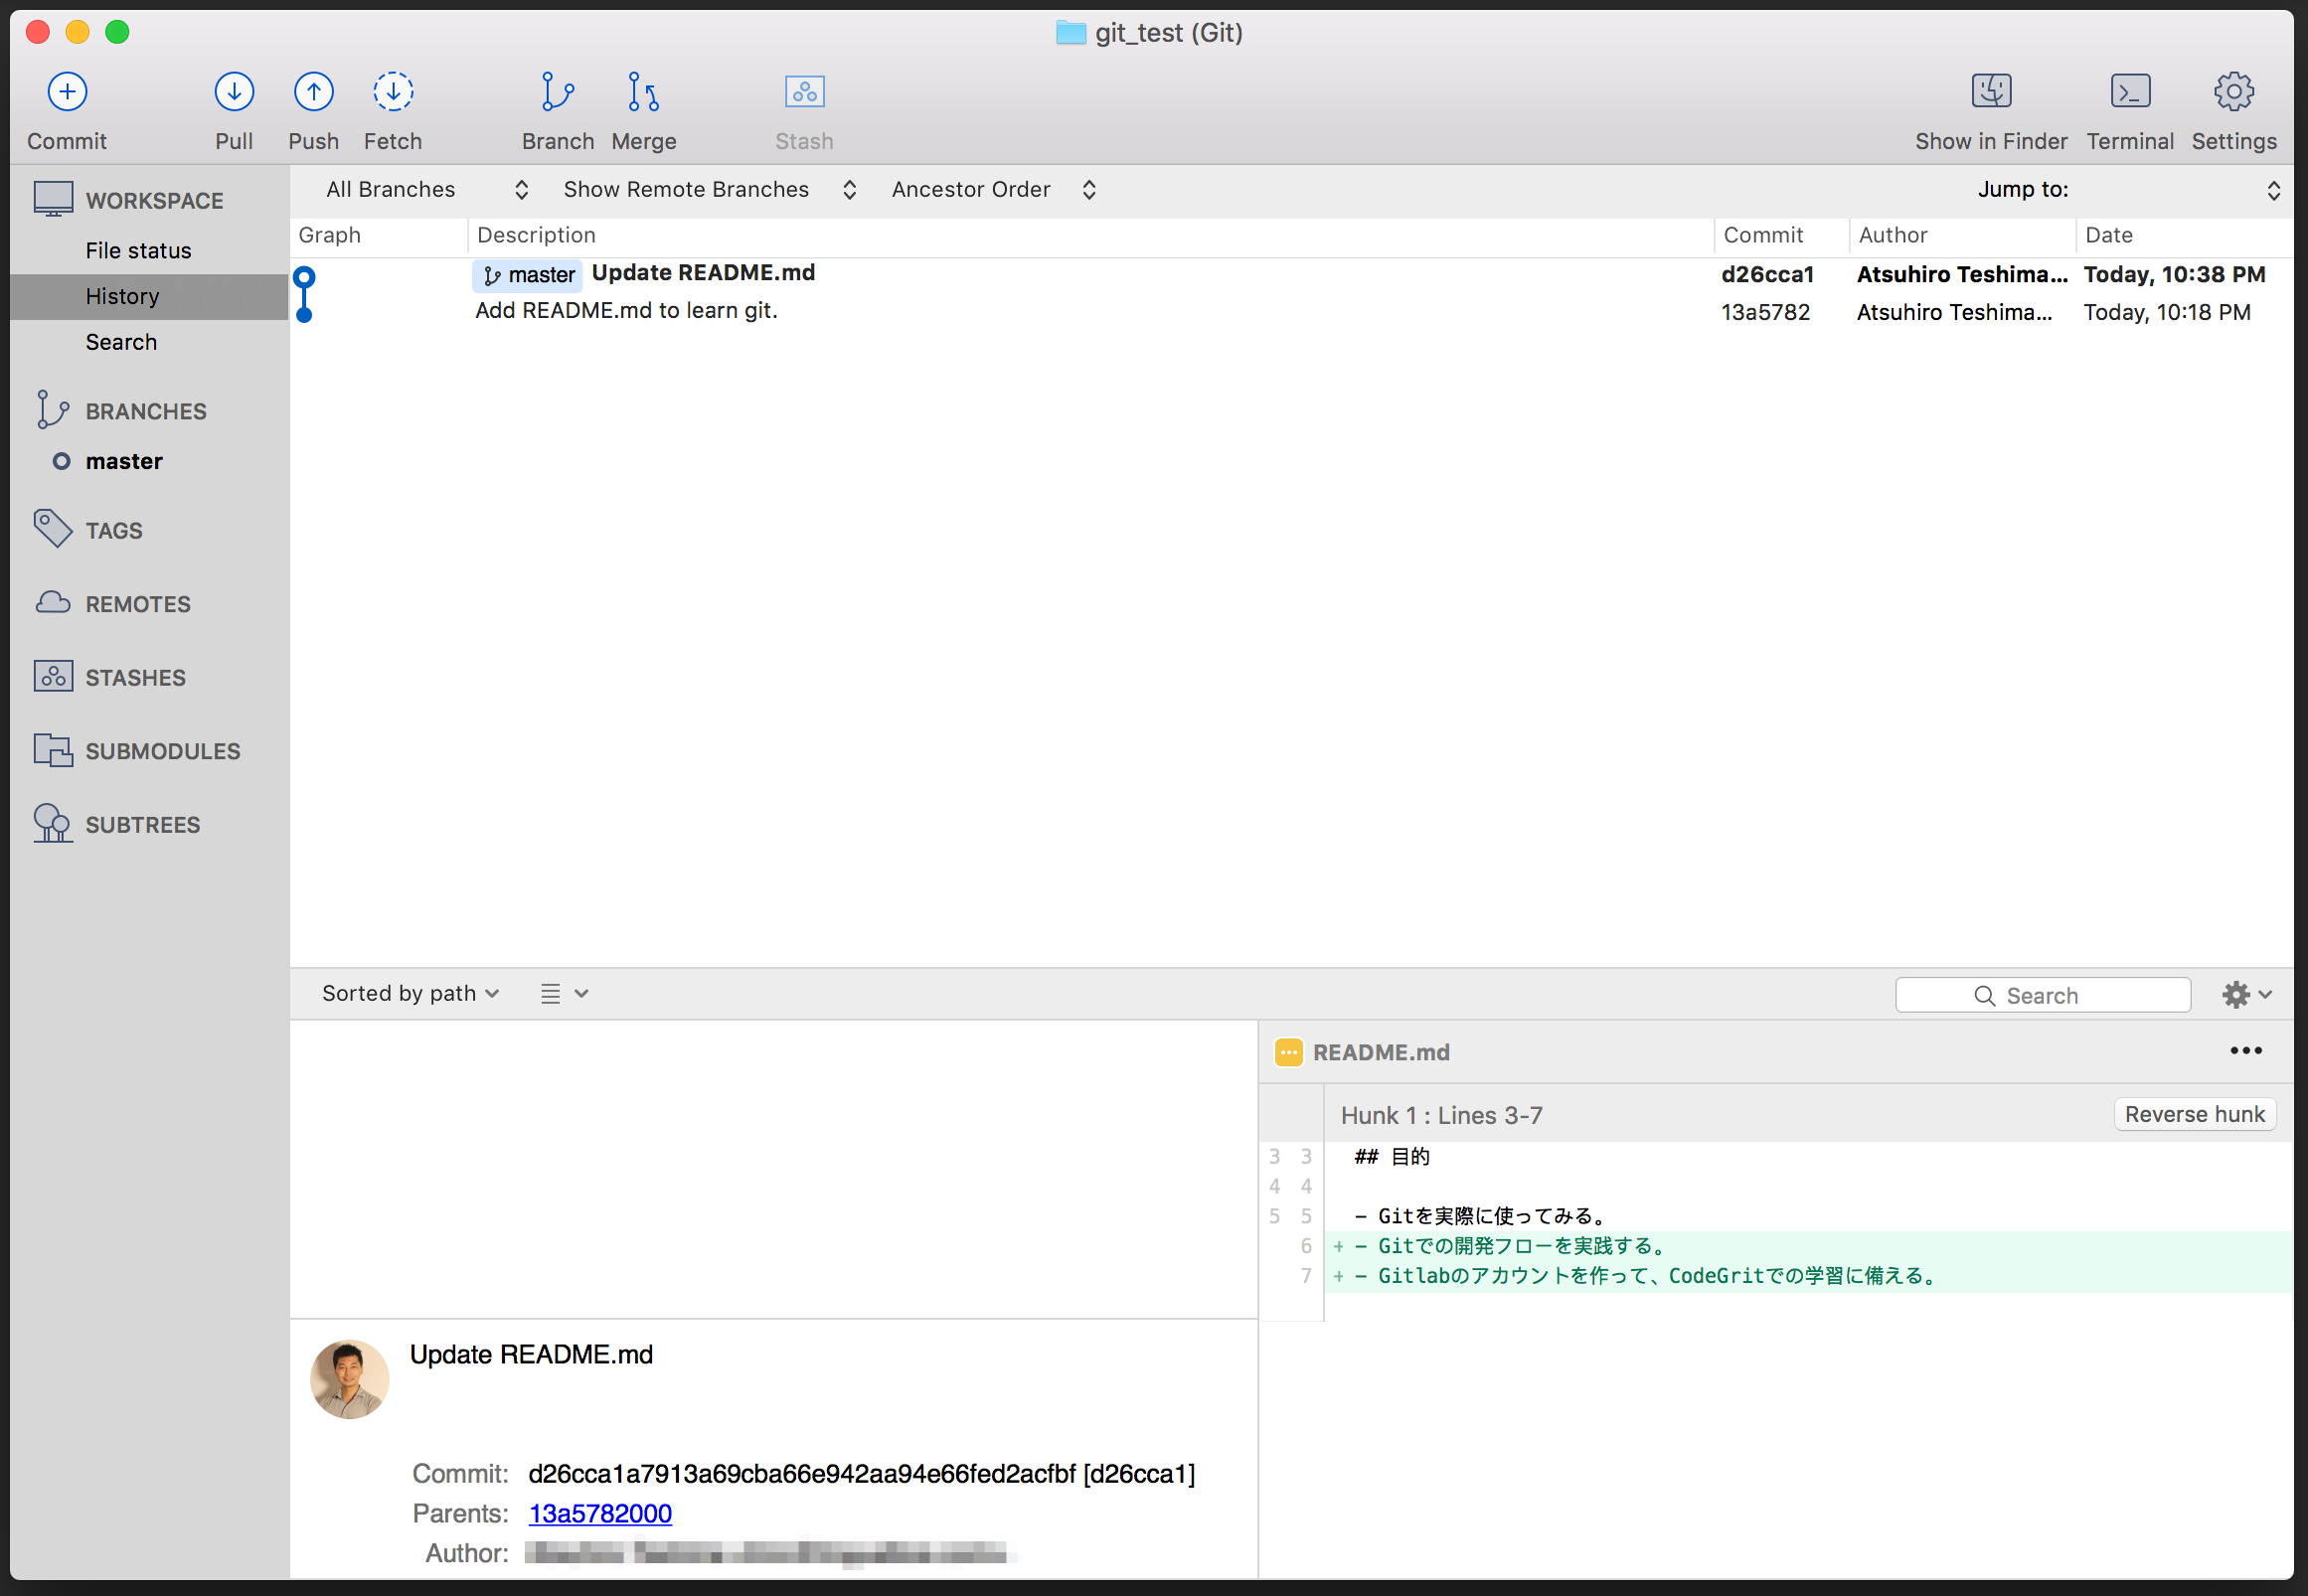 git_test (Git)
Commit Pull Push Fetch Branch Merge Stash Show in Finder Terminal Settings
WORKSPACE
File status
History
Search
BRANCHES
master
TAGS
REMOTES
STASHES
SUBMODULES
SUBTREES
All Branches Show Remote Branches Ancestor Order Jump to:
Graph Description Commit Author Date
master Update README.md d26cca1 Atsuhiro Teshima... Today, 10:38 PM
Add README.md to learn git. 13a5782 Atsuhiro Teshima... Today, 10:18 PM
Sorted by path Search
README.md
Hunk 1 : Lines 3-7 Reverse hunk
3 3 ## 目的
4 4
5 5 - Gitを実際に使ってみる。
6 + - Gitでの開発フローを実践する。
7 + - Gitlabのアカウントを作って、CodeGritでの学習に備える。
Update README.md
Commit: d26cca1a7913a69cba66e942aa94e66fed2acfbf [d26cca1]
Parents: 13a5782000
Author: